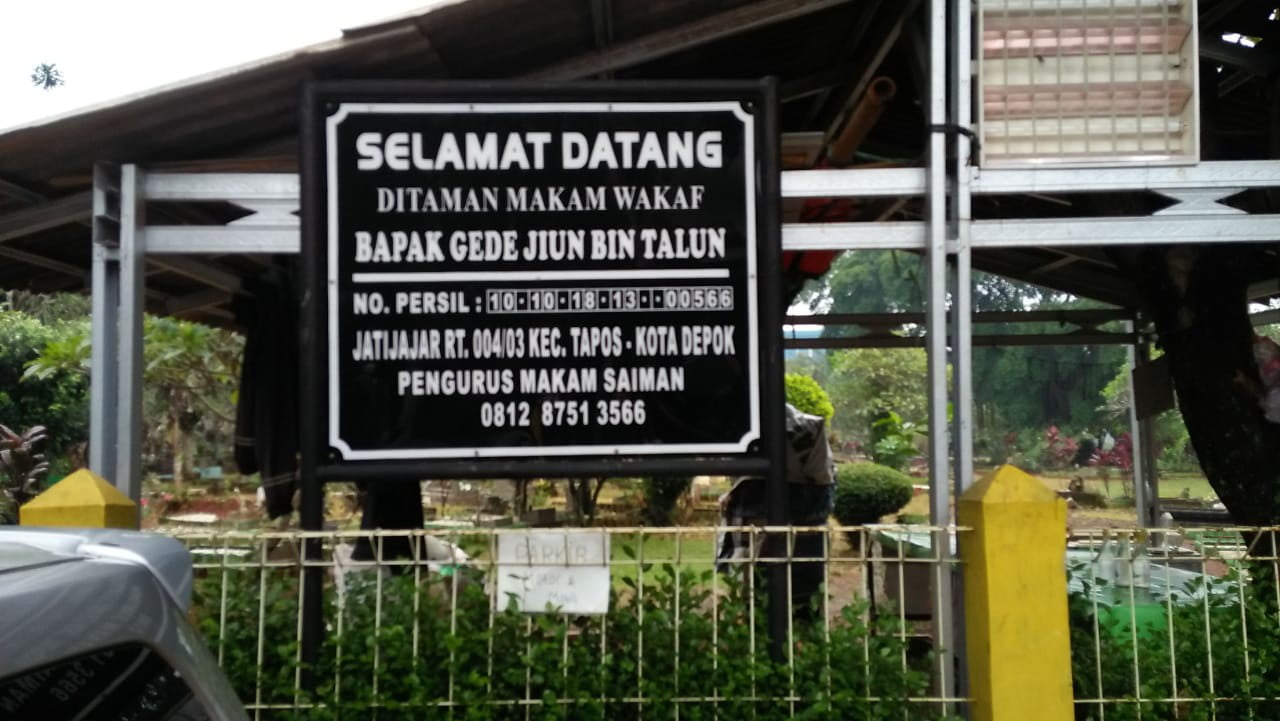 SELAMAT DATANG
DITAMAN MAKAM WAKAF
BAPAK GEDE JIUN BIN TALUN
NO. PERSIL : 10·10·18·13··00566
JATIJAJAR RT. 004/03 KEC. TAPOS - KOTA DEPOK
PENGURUS MAKAM SAIMAN
0812 8751 3566
PARKIR